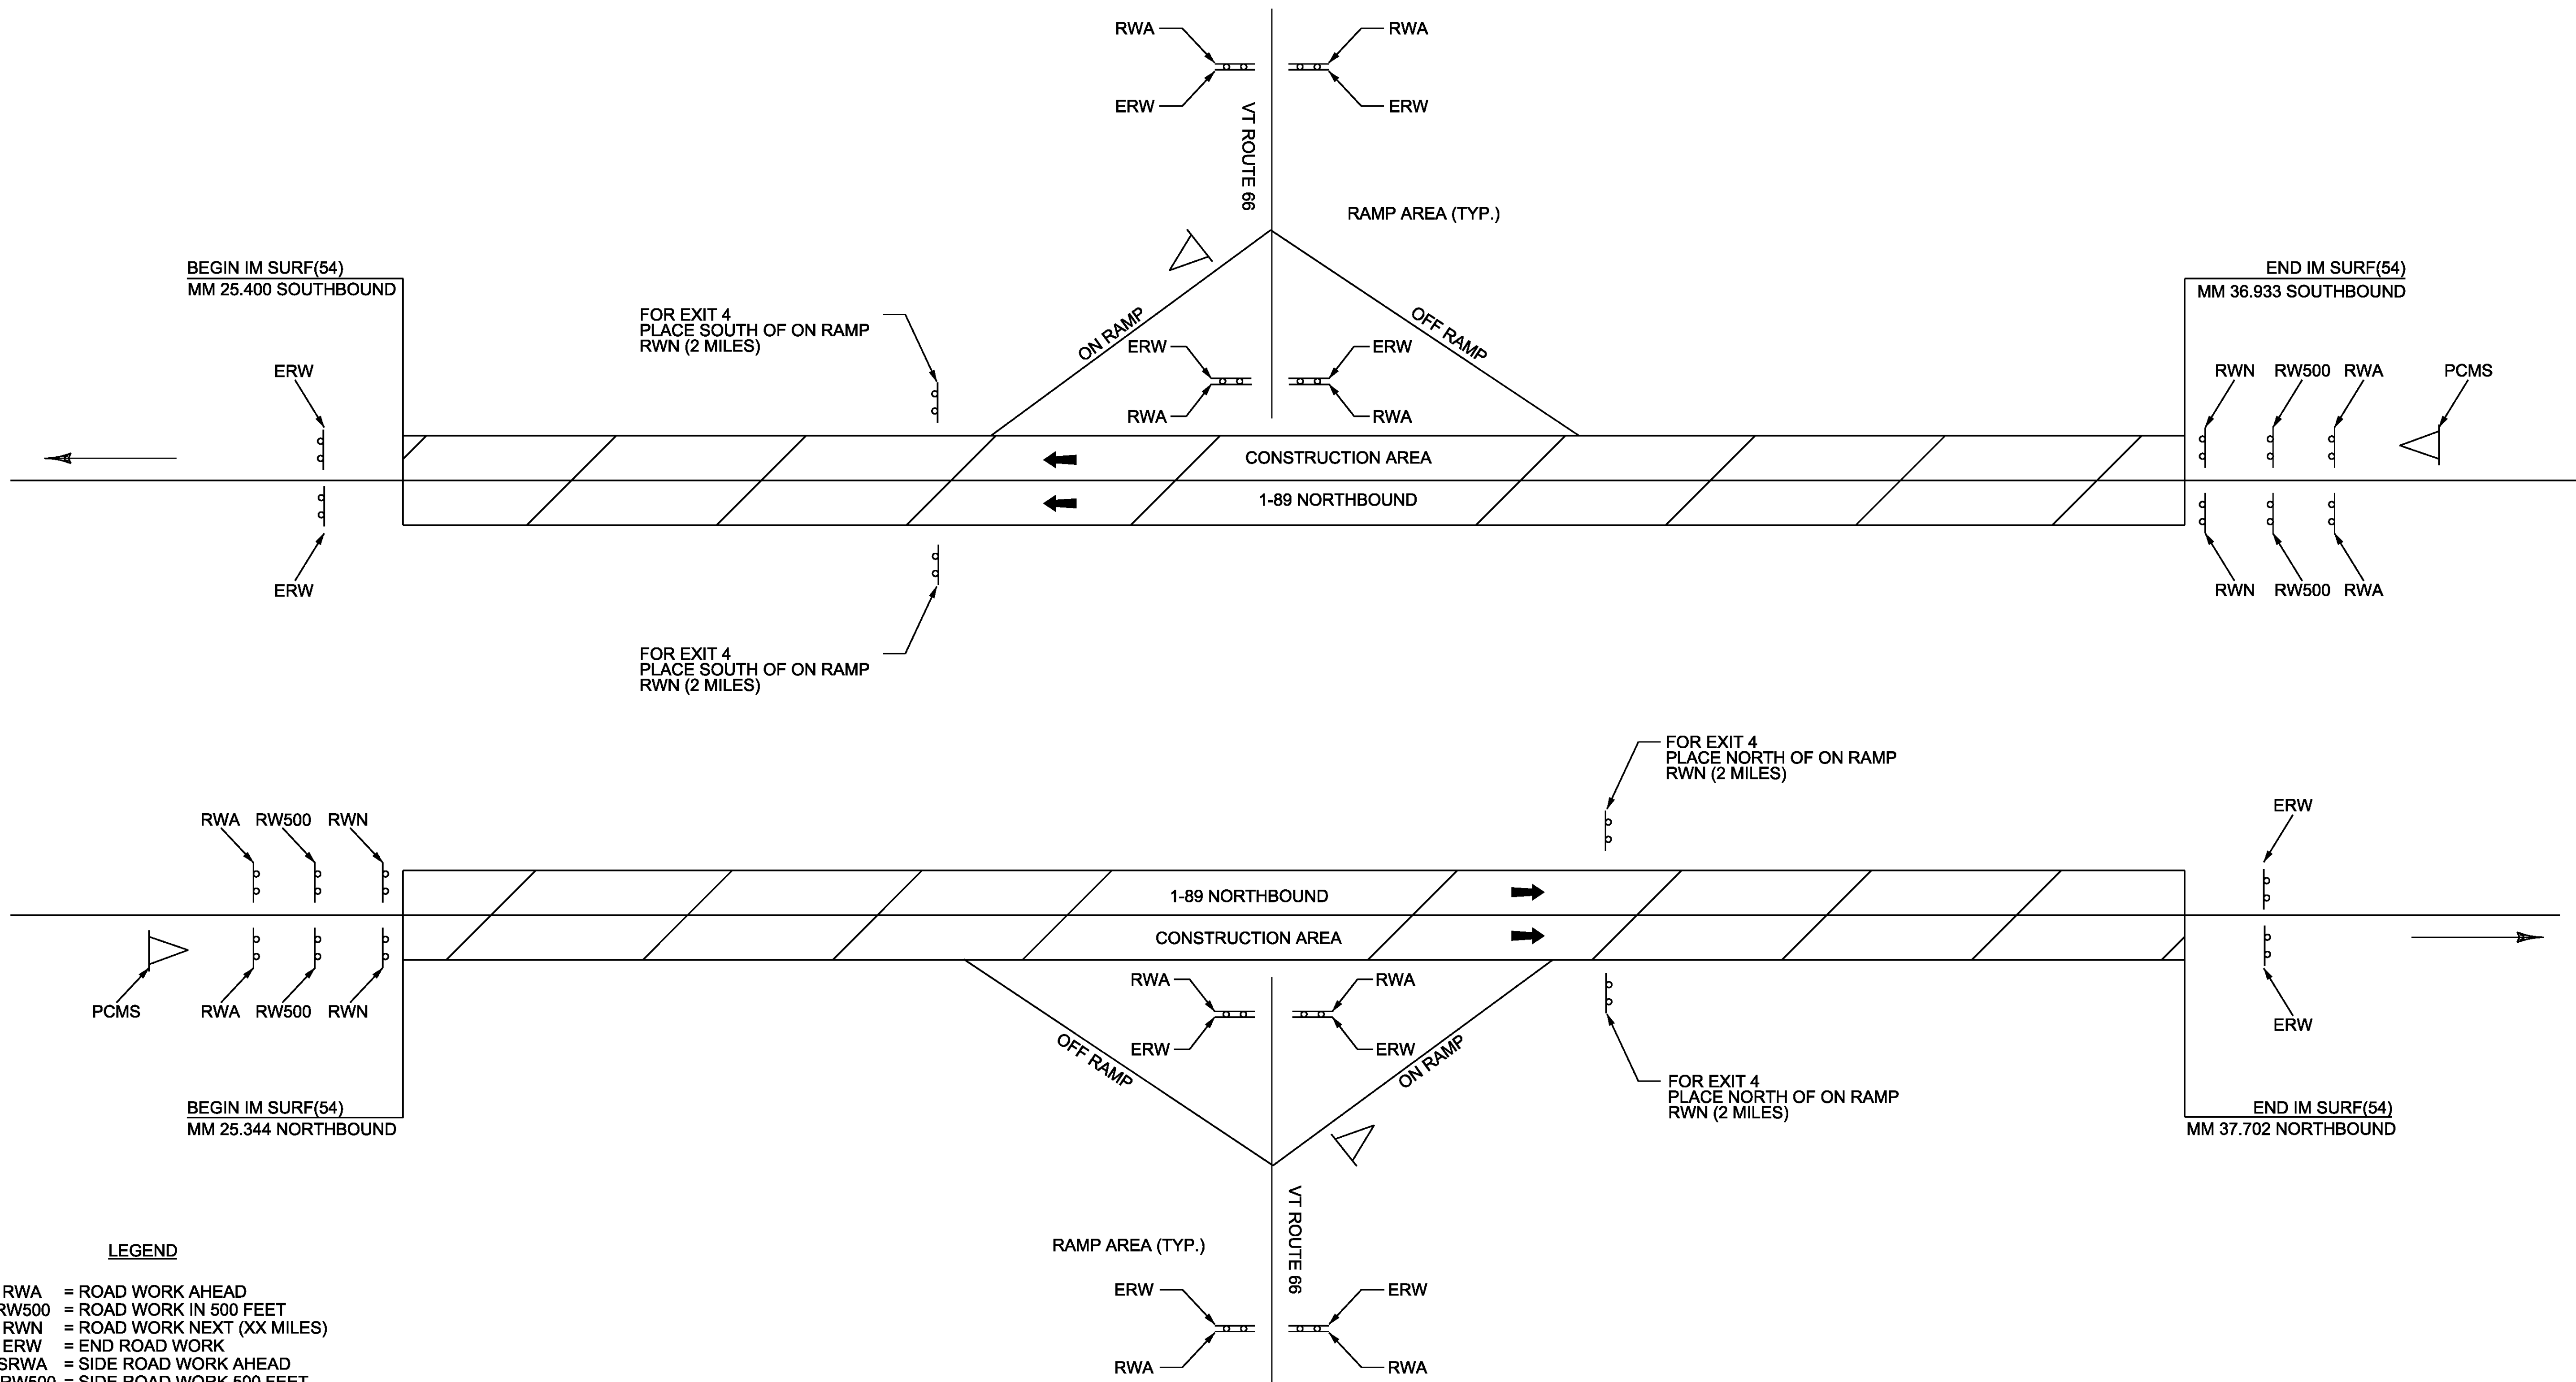 RWA
RWA
ERW
ERW
VT ROUTE 66
RAMP AREA (TYP.)
BEGIN IM SURF(54)
MM 25.400 SOUTHBOUND
END IM SURF(54)
MM 36.933 SOUTHBOUND
FOR EXIT 4
PLACE SOUTH OF ON RAMP
RWN (2 MILES)
ON RAMP
OFF RAMP
ERW
ERW
RWA
RWA
ERW
RWN
RW500
RWA
PCMS
CONSTRUCTION AREA
1-89 NORTHBOUND
ERW
RWN
RW500
RWA
FOR EXIT 4
PLACE SOUTH OF ON RAMP
RWN (2 MILES)
FOR EXIT 4
PLACE NORTH OF ON RAMP
RWN (2 MILES)
RWA
RW500
RWN
ERW
1-89 NORTHBOUND
CONSTRUCTION AREA
PCMS
RWA
RW500
RWN
RWA
RWA
ERW
ERW
OFF RAMP
ON RAMP
ERW
FOR EXIT 4
PLACE NORTH OF ON RAMP
RWN (2 MILES)
BEGIN IM SURF(54)
MM 25.344 NORTHBOUND
END IM SURF(54)
MM 37.702 NORTHBOUND
VT ROUTE 66
RAMP AREA (TYP.)
ERW
ERW
RWA
RWA
LEGEND
RWA = ROAD WORK AHEAD
RW500 = ROAD WORK IN 500 FEET
RWN = ROAD WORK NEXT (XX MILES)
ERW = END ROAD WORK
SRWA = SIDE ROAD WORK AHEAD
RW500 = SIDE ROAD WORK 500 FEET